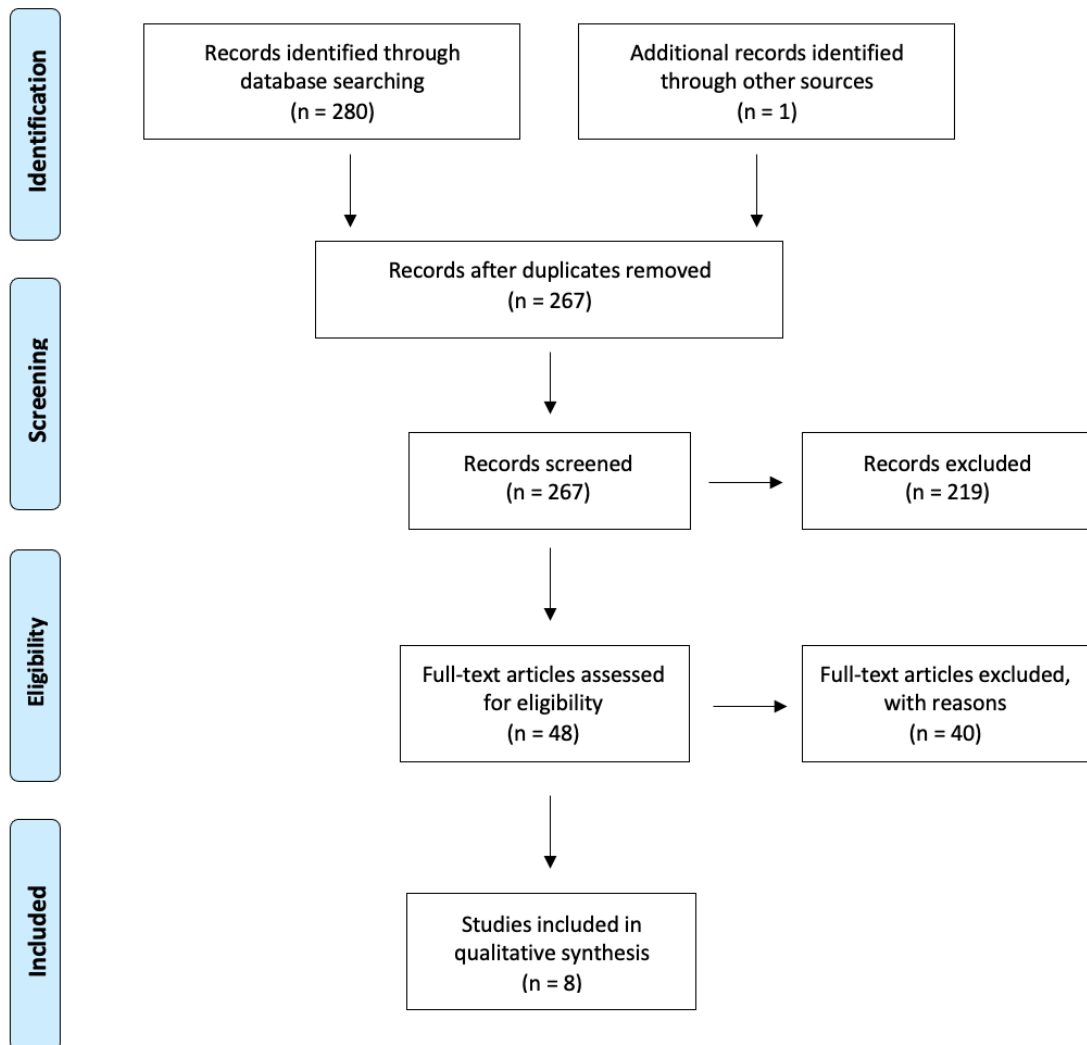 Identification
Records identified through
database searching
(n = 280)
Additional records identified
through other sources
(n = 1)
Records after duplicates removed
(n = 267)
Screening
Records screened
(n = 267)
Records excluded
(n = 219)
Eligibility
Full-text articles assessed
for eligibility
(n = 48)
Full-text articles excluded,
with reasons
(n = 40)
Included
Studies included in
qualitative synthesis
(n = 8)